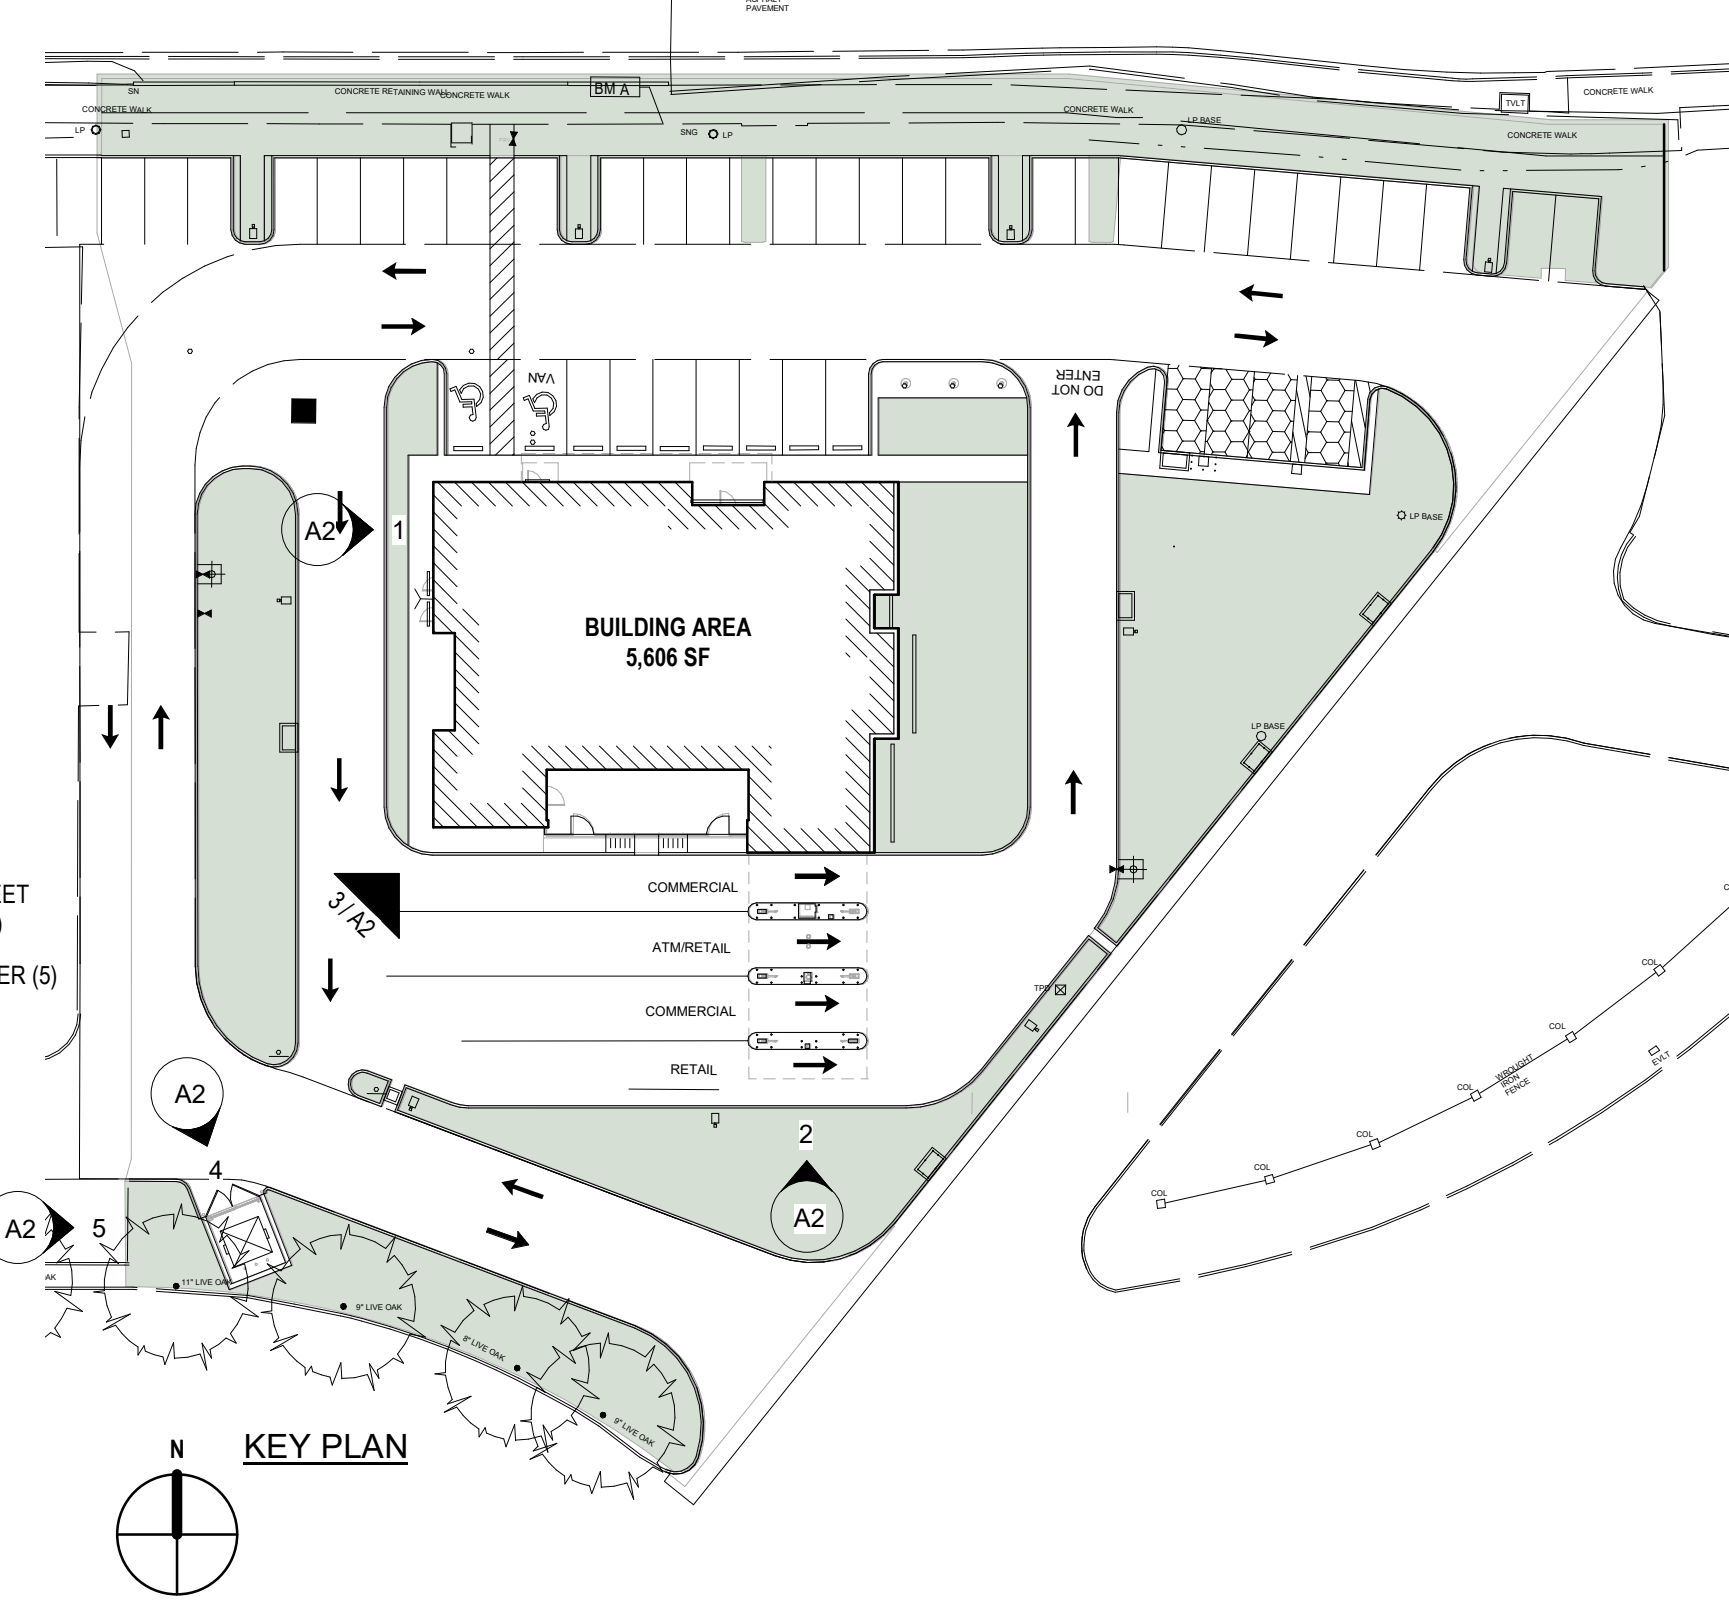 PAVEMENT
SN
CONCRETE RETAINING WALL
CONCRETE WALK
BM A
CONCRETE WALK
TVLT
CONCRETE WALK
CONCRETE WALK
LP
SNG
LP
CONCRETE WALK
LP BASE
CONCRETE WALK
VAN
DO NOT
ENTER
A2
1
LP BASE
BUILDING AREA
5,606 SF
LP BASE
COMMERCIAL
3 / A2
ATM/RETAIL
ER (5)
TPD
COL
COMMERCIAL
COL
RETAIL
WROUGHT
IRON
FENCE
EVLT
COL
COL
COL
COL
A2
4
2
A2
A2
5
11" LIVE OAK
9" LIVE OAK
8" LIVE OAK
9" LIVE OAK
N
KEY PLAN